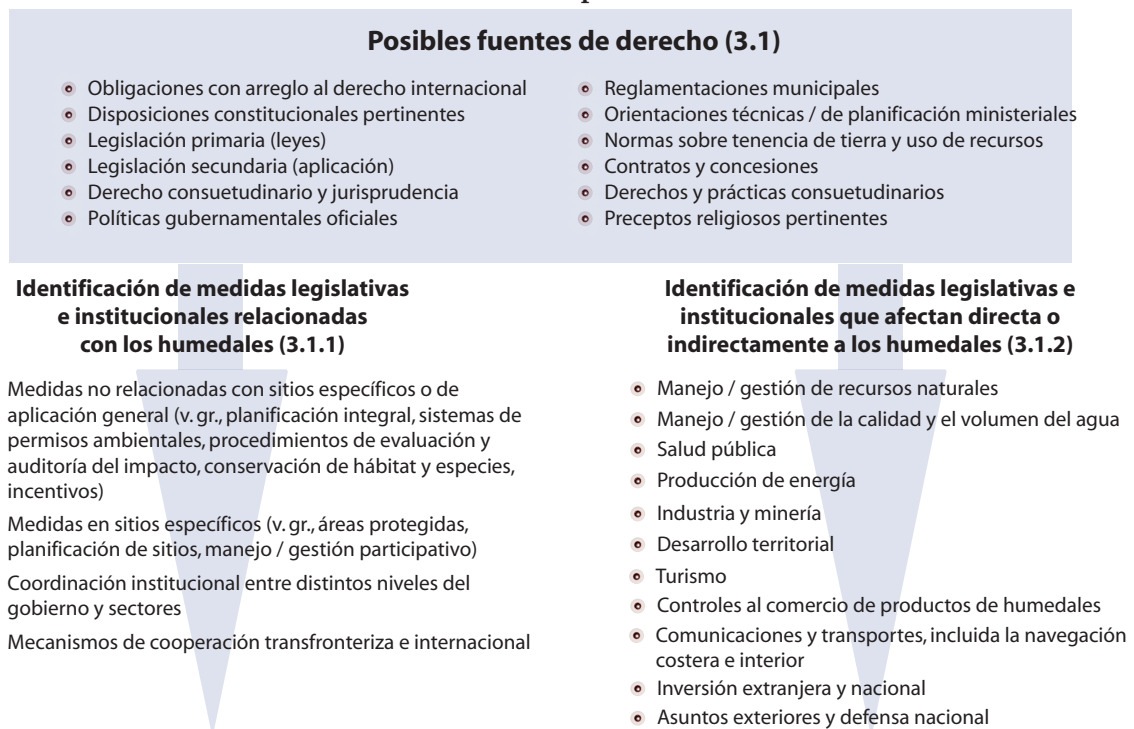 Posibles fuentes de derecho (3.1)
Obligaciones con arreglo al derecho internacional
Disposiciones constitucionales pertinentes
Legislación primaria (leyes)
Legislación secundaria (aplicación)
Derecho consuetudinario y jurisprudencia
Políticas gubernamentales oficiales
Reglamentaciones municipales
Orientaciones técnicas / de planificación ministeriales
Normas sobre tenencia de tierra y uso de recursos
Contratos y concesiones
Derechos y prácticas consuetudinarios
Preceptos religiosos pertinentes
Identificación de medidas legislativas
e institucionales relacionadas
con los humedales (3.1.1)
Medidas no relacionadas con sitios específicos o de
aplicación general (v. gr., planificación integral, sistemas de
permisos ambientales, procedimientos de evaluación y
auditoría del impacto, conservación de hábitat y especies,
incentivos)
Medidas en sitios específicos (v. gr., áreas protegidas,
planificación de sitios, manejo / gestión participativo)
Coordinación institucional entre distintos niveles del
gobierno y sectores
Mecanismos de cooperación transfronteriza e internacional
Identificación de medidas legislativas e
institucionales que afectan directa o
indirectamente a los humedales (3.1.2)
Manejo / gestión de recursos naturales
Manejo / gestión de la calidad y el volumen del agua
Salud pública
Producción de energía
Industria y minería
Desarrollo territorial
Turismo
Controles al comercio de productos de humedales
Comunicaciones y transportes, incluida la navegación
costera e interior
Inversión extranjera y nacional
Asuntos exteriores y defensa nacional